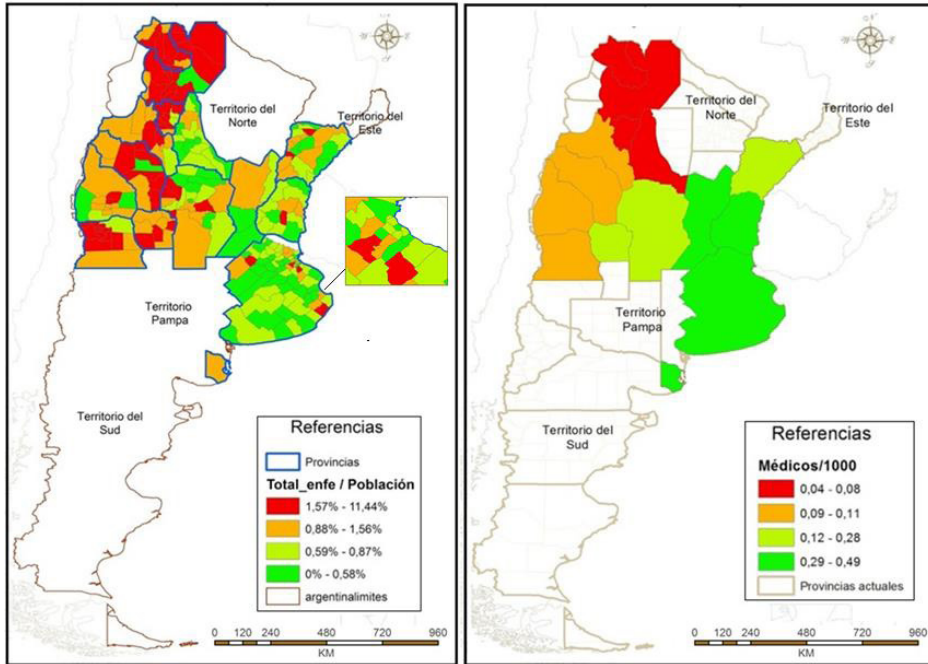 Territorio del
Norte
Territorio del
Este
Territorio
Pampa
Territorio del
Sud
Referencias
Provincias
Total_enfe / Población
1,57% - 11,44%
0,88% - 1,56%
0,59% - 0,87%
0% - 0,58%
argentinalimites
0 120 240 480 720 960
KM
Territorio del
Norte
Territorio del
Este
Territorio
Pampa
Territorio del
Sud
Referencias
Médicos/1000
0,04 - 0,08
0,09 - 0,11
0,12 - 0,28
0,29 - 0,49
Provincias actuales
0 120 240 480 720 960
KM